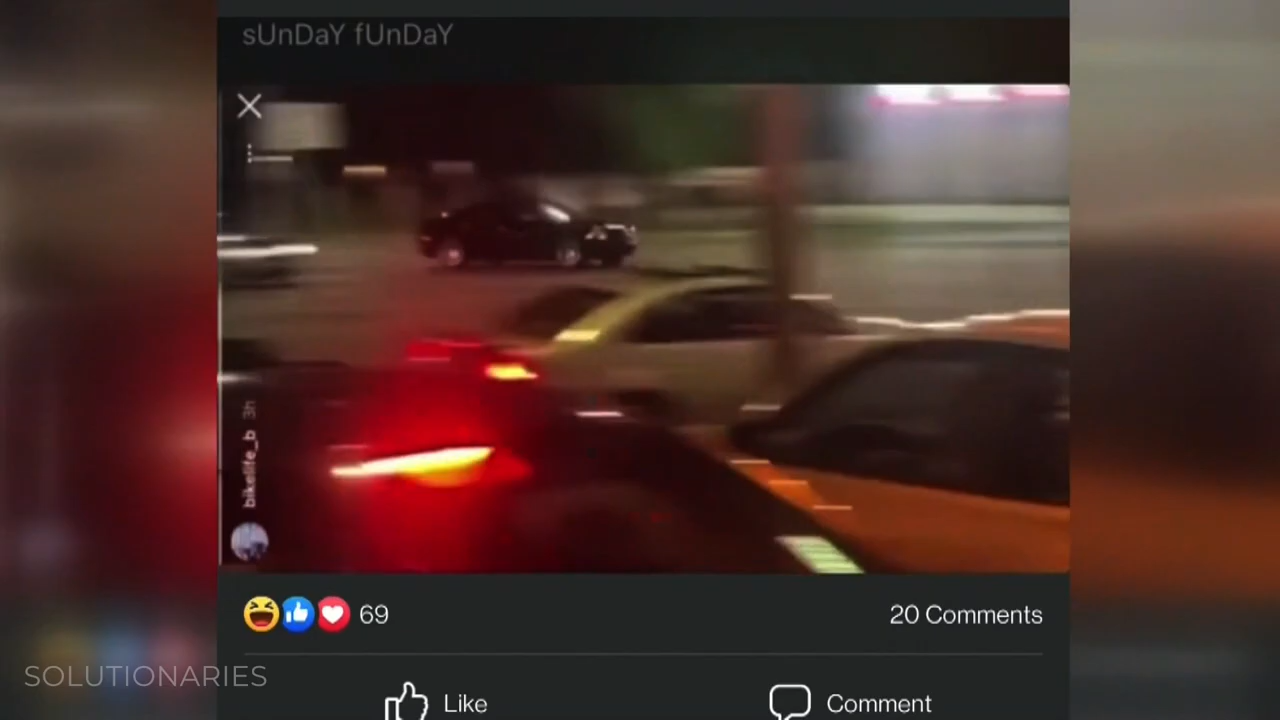 sUnDaY fUnDaY
bikelife_b 3h
69
20 Comments
SOLUTIONARIES
Like
Comment